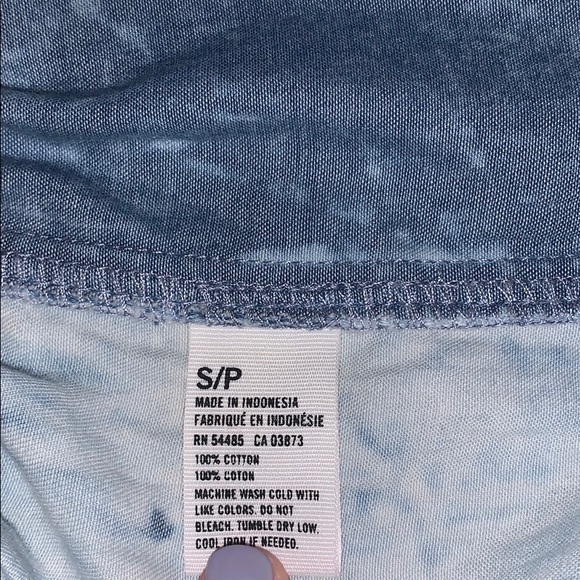 S/P
MADE IN INDONESIA
FABRIQUÉ EN INDONÉSIE
RN 54485 CA 03873
100% COTTON
100% COTON
MACHINE WASH COLD WITH
LIKE COLORS. DO NOT
BLEACH. TUMBLE DRY LOW.
COOL IRON IF NEEDED.